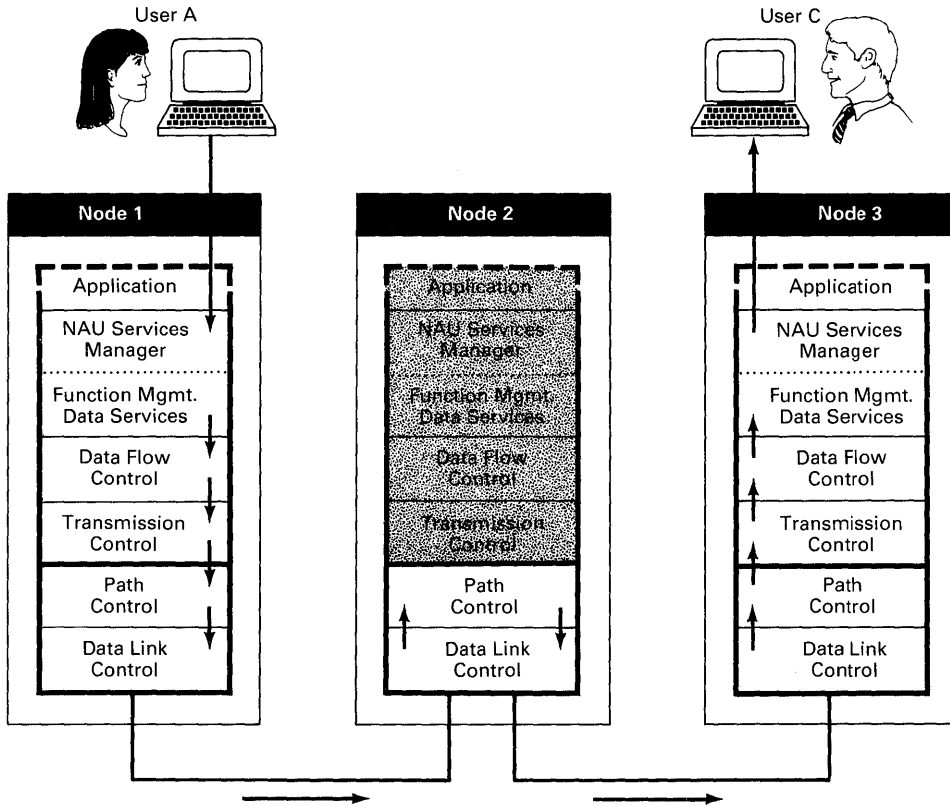 User A
User C
Node 1
Application
NAU Services
Manager
Function Mgmt.
Data Services
Data Flow
Control
Transmission
Control
Path
Control
Data Link
Control
Node 2
Application
NAU Services
Manager
Function Mgmt.
Data Services
Data Flow
Control
Transmission
Control
Path
Control
Data Link
Control
Node 3
Application
NAU Services
Manager
Function Mgmt.
Data Services
Data Flow
Control
Transmission
Control
Path
Control
Data Link
Control